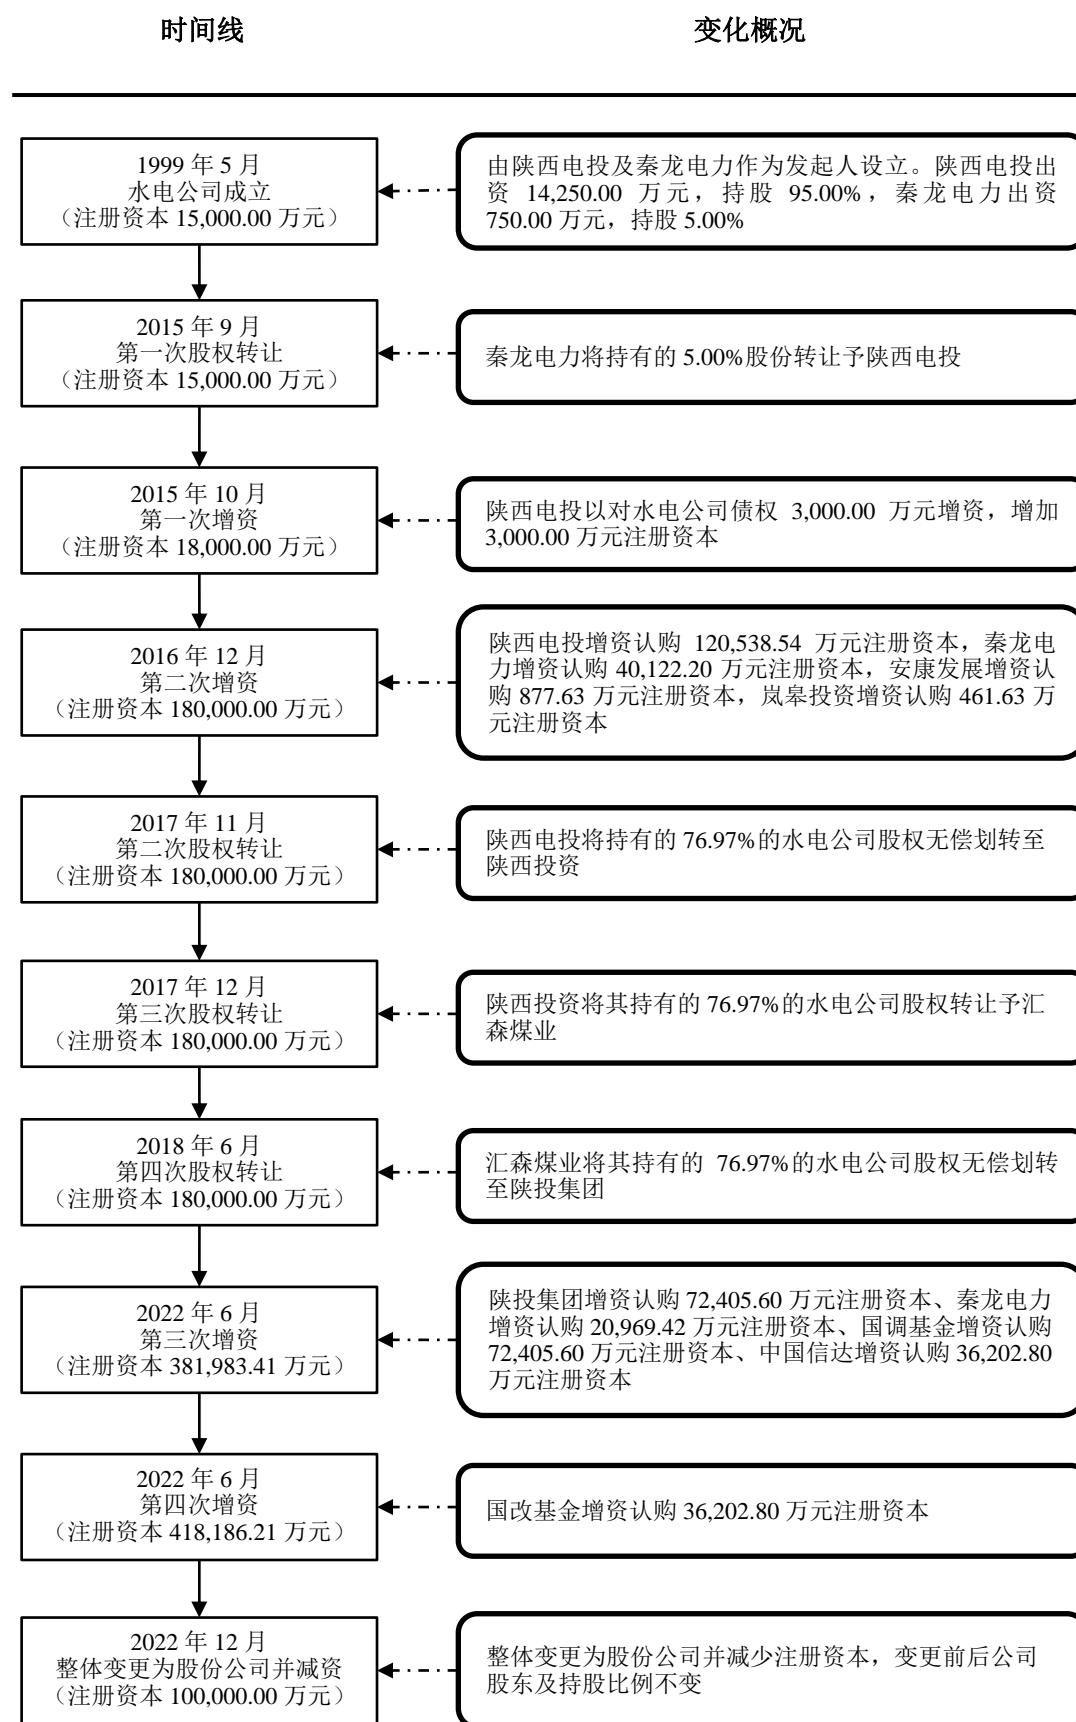 时间线
变化概况
1999 年 5 月
水电公司成立
（注册资本 15,000.00 万元）
由陕西电投及秦龙电力作为发起人设立。陕西电投出
资 14,250.00 万元，持股 95.00%，秦龙电力出资
750.00 万元，持股 5.00%
2015 年 9 月
第一次股权转让
（注册资本 15,000.00 万元）
秦龙电力将持有的 5.00%股份转让予陕西电投
2015 年 10 月
第一次增资
（注册资本 18,000.00 万元）
陕西电投以对水电公司债权 3,000.00 万元增资，增加
3,000.00 万元注册资本
2016 年 12 月
第二次增资
（注册资本 180,000.00 万元）
陕西电投增资认购 120,538.54 万元注册资本，秦龙电
力增资认购 40,122.20 万元注册资本，安康发展增资认
购 877.63 万元注册资本，岚皋投资增资认购 461.63 万
元注册资本
2017 年 11 月
第二次股权转让
（注册资本 180,000.00 万元）
陕西电投将持有的 76.97%的水电公司股权无偿划转至
陕西投资
2017 年 12 月
第三次股权转让
（注册资本 180,000.00 万元）
陕西投资将其持有的 76.97%的水电公司股权转让予汇
森煤业
2018 年 6 月
第四次股权转让
（注册资本 180,000.00 万元）
汇森煤业将其持有的 76.97%的水电公司股权无偿划转
至陕投集团
2022 年 6 月
第三次增资
（注册资本 381,983.41 万元）
陕投集团增资认购 72,405.60 万元注册资本、秦龙电力
增资认购 20,969.42 万元注册资本、国调基金增资认购
72,405.60 万元注册资本、中国信达增资认购 36,202.80
万元注册资本
2022 年 6 月
第四次增资
（注册资本 418,186.21 万元）
国改基金增资认购 36,202.80 万元注册资本
2022 年 12 月
整体变更为股份公司并减资
（注册资本 100,000.00 万元）
整体变更为股份公司并减少注册资本，变更前后公司
股东及持股比例不变